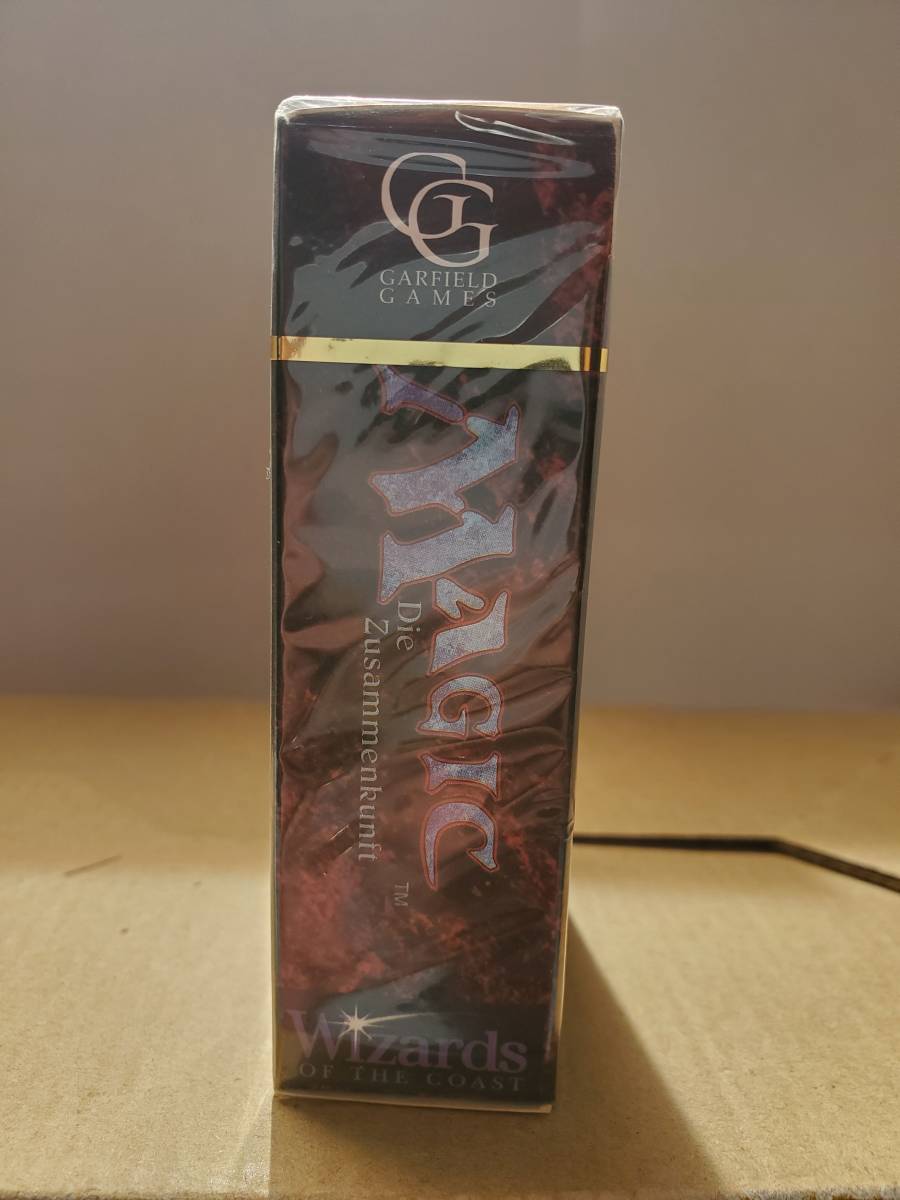 GG
GARFIELD
GAMES
MAGIC
Die
Zusammenkunft
TM
Wizards
OF THE COAST